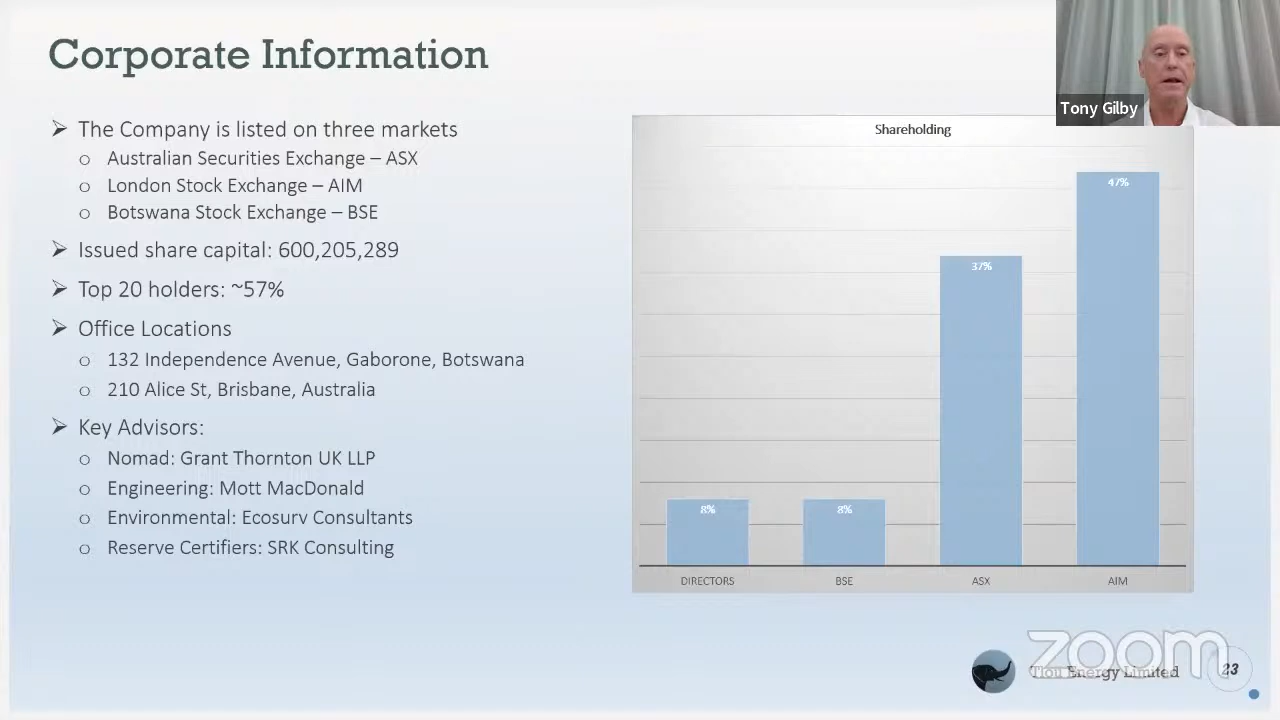 Corporate Information
Tony Gilby
The Company is listed on three markets
Australian Securities Exchange – ASX
London Stock Exchange – AIM
Botswana Stock Exchange – BSE
Issued share capital: 600,205,289
Top 20 holders: ~57%
Office Locations
132 Independence Avenue, Gaborone, Botswana
210 Alice St, Brisbane, Australia
Key Advisors:
Nomad: Grant Thornton UK LLP
Engineering: Mott MacDonald
Environmental: Ecosurv Consultants
Reserve Certifiers: SRK Consulting
Shareholding
47%
37%
8% 8%
DIRECTORS BSE ASX AIM
zoom
Tlou Energy Limited 23